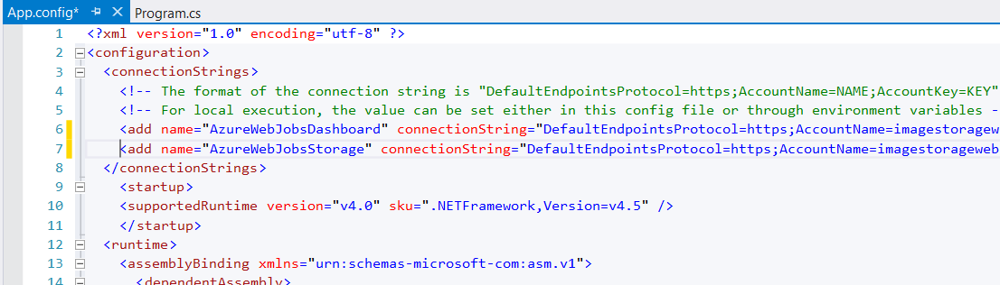 App.config* Program.cs
1 <?xml version="1.0" encoding="utf-8" ?>
2 <configuration>
3 <connectionStrings>
4 <!-- The format of the connection string is "DefaultEndpointsProtocol=https;AccountName=NAME;AccountKey=KEY"
5 <!-- For local execution, the value can be set either in this config file or through environment variables -
6 <add name="AzureWebJobsDashboard" connectionString="DefaultEndpointsProtocol=https;AccountName=imagestoragew
7 <add name="AzureWebJobsStorage" connectionString="DefaultEndpointsProtocol=https;AccountName=imagestorageweb
8 </connectionStrings>
9 <startup>
10 <supportedRuntime version="v4.0" sku=".NETFramework,Version=v4.5" />
11 </startup>
12 <runtime>
13 <assemblyBinding xmlns="urn:schemas-microsoft-com:asm.v1">
14 <dependentAssembly>